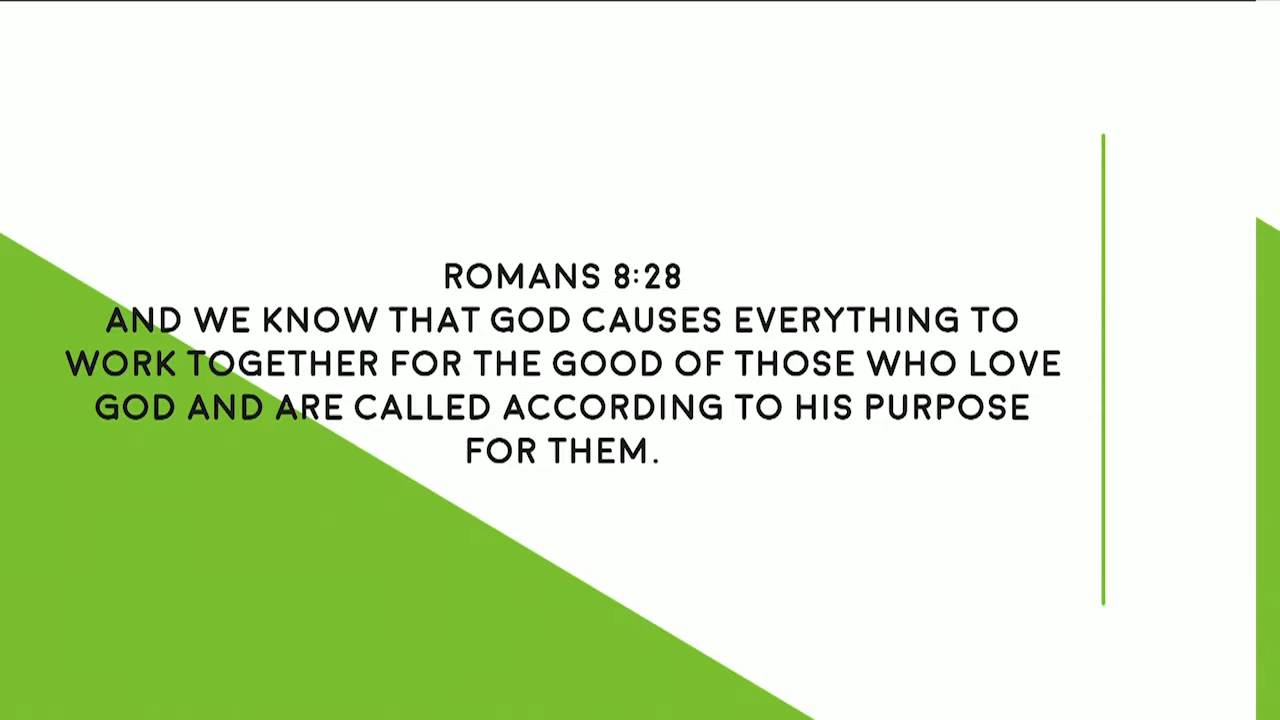 ROMANS 8:28
AND WE KNOW THAT GOD CAUSES EVERYTHING TO
WORK TOGETHER FOR THE GOOD OF THOSE WHO LOVE
GOD AND ARE CALLED ACCORDING TO HIS PURPOSE
FOR THEM.